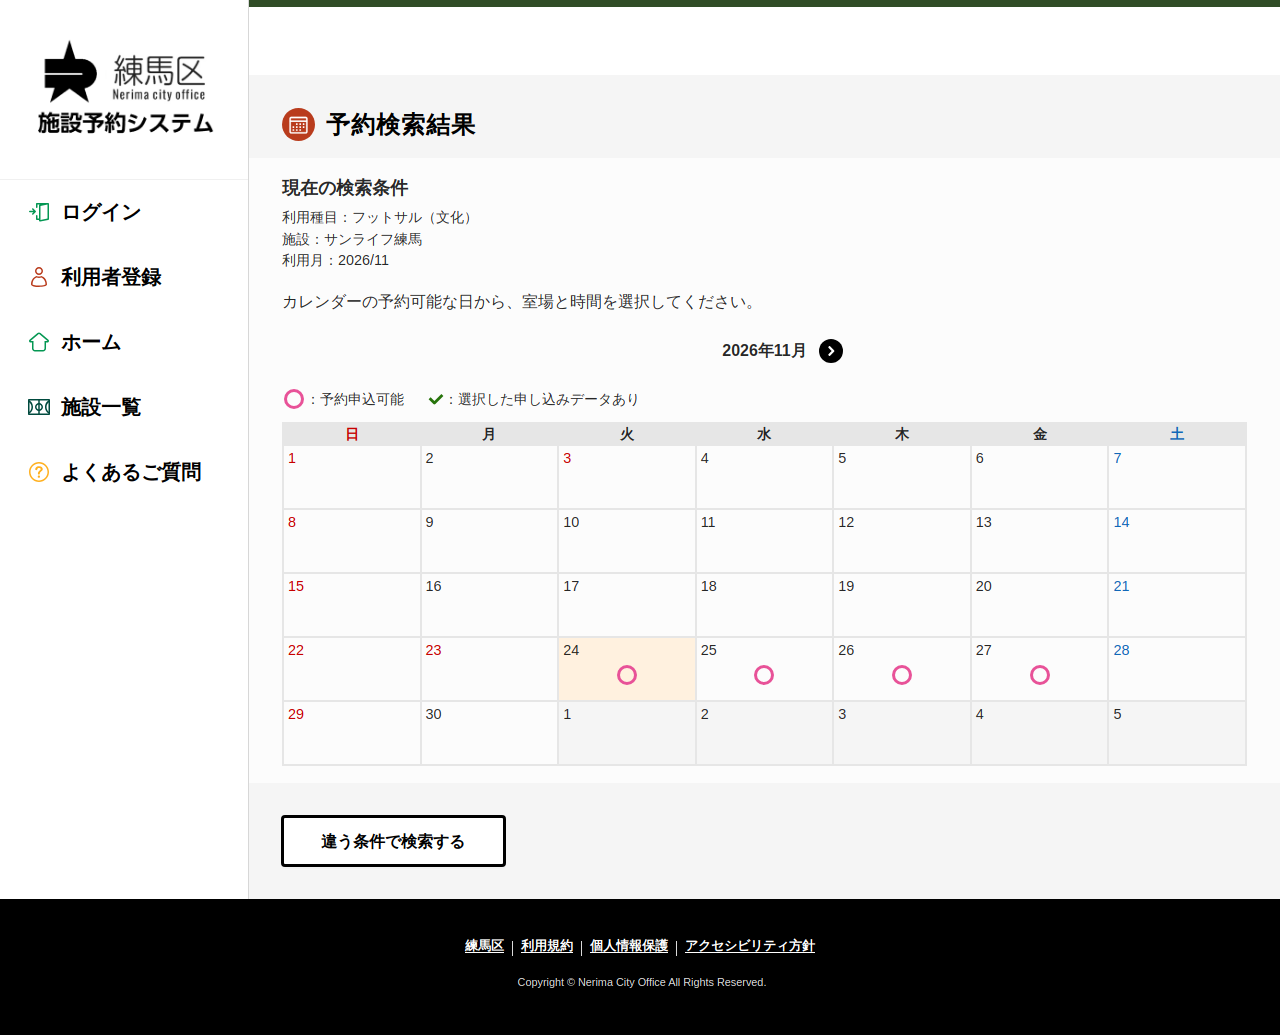 練馬区
Nerima city office
施設予約システム
ログイン
利用者登録
ホーム
施設一覧
よくあるご質問
予約検索結果
現在の検索条件
利用種目：フットサル（文化）
施設：サンライフ練馬
利用月：2026/11
カレンダーの予約可能な日から、室場と時間を選択してください。
2026年11月
：予約申込可能 ：選択した申し込みデータあり
日 月 火 水 木 金 土
1 2 3 4 5 6 7
8 9 10 11 12 13 14
15 16 17 18 19 20 21
22 23 24 25 26 27 28
29 30 1 2 3 4 5
違う条件で検索する
練馬区 | 利用規約 | 個人情報保護 | アクセシビリティ方針
Copyright © Nerima City Office All Rights Reserved.